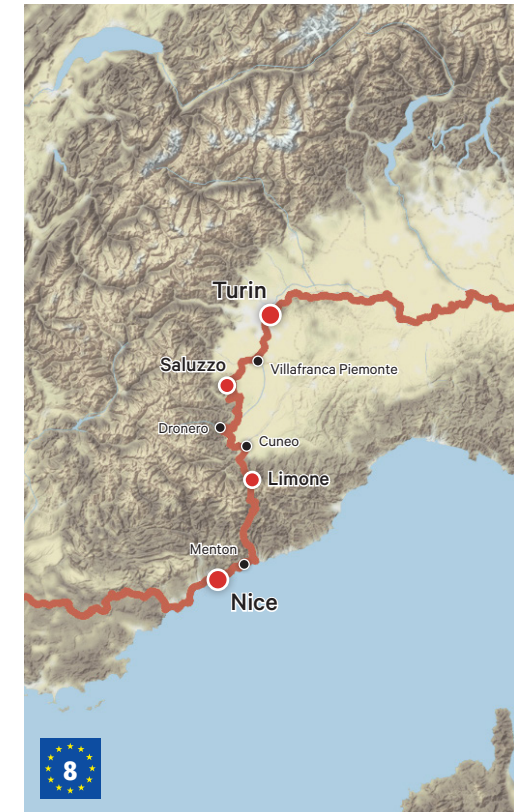 Turin
Villafranca Piemonte
Saluzzo
Dronero
Cuneo
Limone
Menton
Nice
8